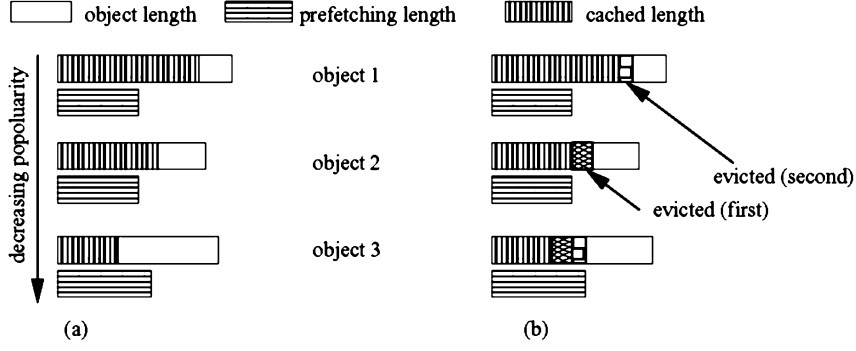 object length prefetching length cached length
decreasing popoluarity
object 1
object 2
object 3
evicted (second)
evicted (first)
(a) (b)